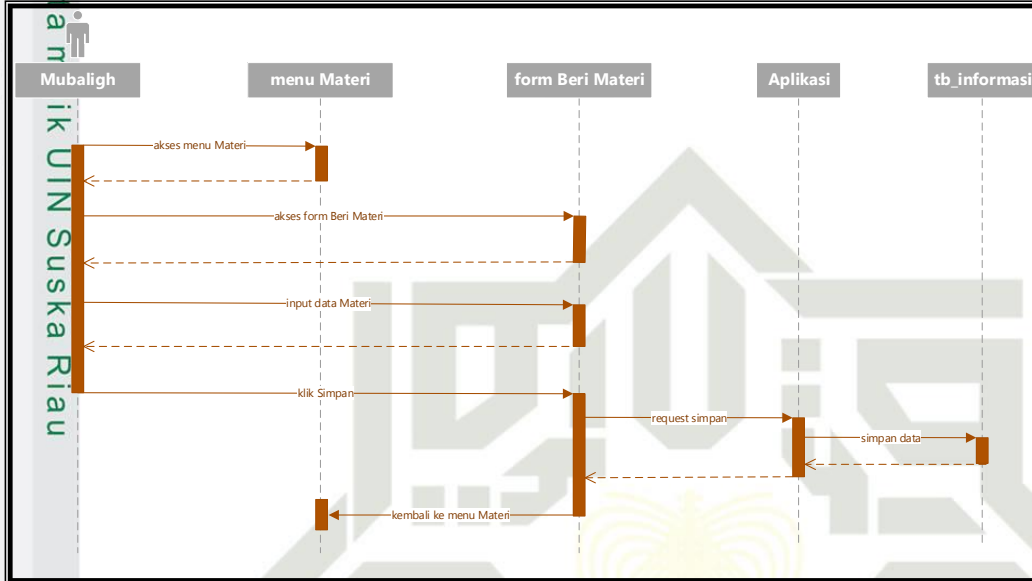 Mubaligh
menu Materi
form Beri Materi
Aplikasi
tb_informasi
akses menu Materi
akses form Beri Materi
input data Materi
klik Simpan
request simpan
simpan data
kembali ke menu Materi
ik UIN Suska Riau